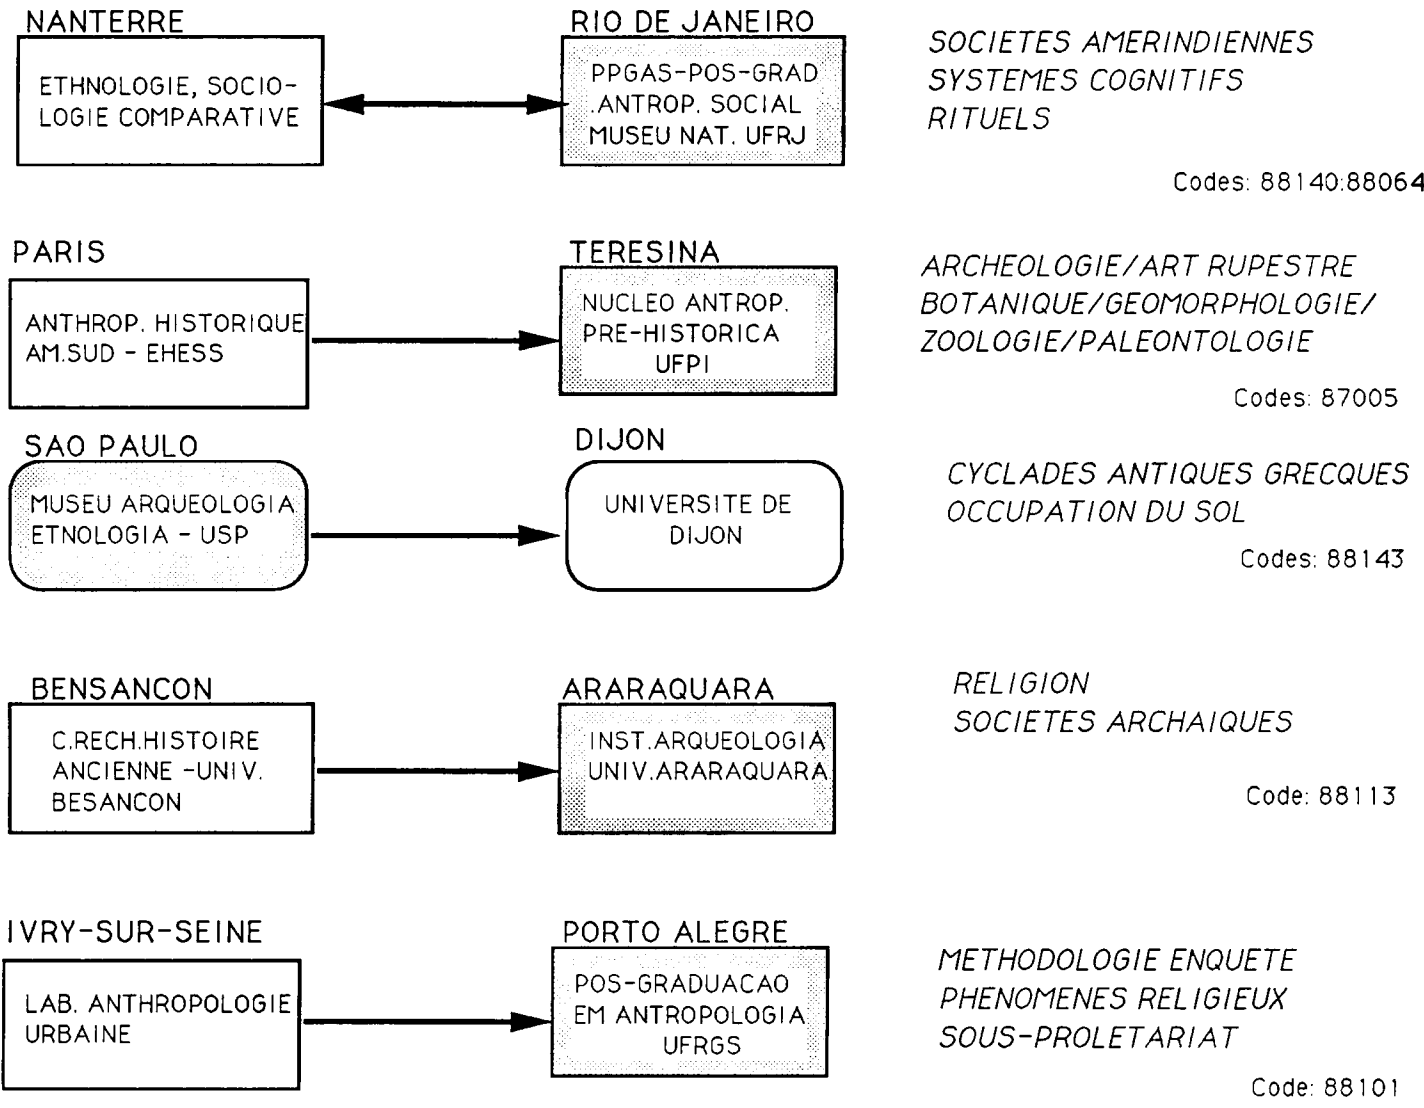 NANTERRE
ETHNOLOGIE, SOCIO-
LOGIE COMPARATIVE
RIO DE JANEIRO
PPGAS-POS-GRAD
.ANTROP. SOCIAL
MUSEU NAT. UFRJ
SOCIETES AMERINDIENNES
SYSTEMES COGNITIFS
RITUELS
Codes: 88140:88064
PARIS
ANTHROP. HISTORIQUE
AM.SUD - EHESS
TERESINA
NUCLEO ANTROP.
PRE-HISTORICA
UFPI
ARCHEOLOGIE/ART RUPESTRE
BOTANIQUE/GEOMORPHOLOGIE/
ZOOLOGIE/PALEONTOLOGIE
Codes: 87005
SAO PAULO
MUSEU ARQUEOLOGIA
ETNOLOGIA - USP
DIJON
UNIVERSITE DE
DIJON
CYCLADES ANTIQUES GRECQUES
OCCUPATION DU SOL
Codes: 88143
BENSANCON
C.RECH.HISTOIRE
ANCIENNE -UNIV.
BESANCON
ARARAQUARA
INST.ARQUEOLOGIA
UNIV.ARARAQUARA
RELIGION
SOCIETES ARCHAIQUES
Code: 88113
IVRY-SUR-SEINE
LAB. ANTHROPOLOGIE
URBAINE
PORTO ALEGRE
POS-GRADUACAO
EM ANTROPOLOGIA
UFRGS
METHODOLOGIE ENQUETE
PHENOMENES RELIGIEUX
SOUS-PROLETARIAT
Code: 88101